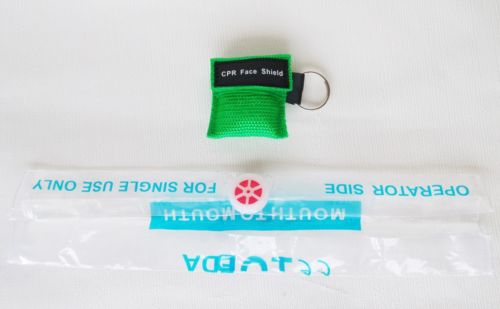 CPR Face Shield
OPERATOR SIDE FOR SINGLE USE ONLY
MOUTH TO MOUTH